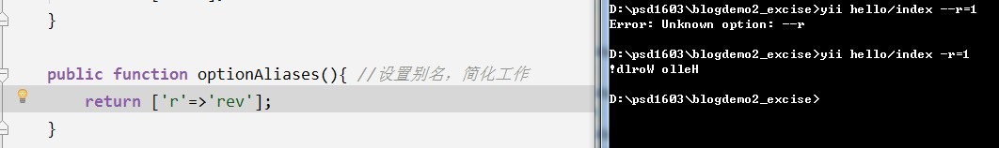 }
public function optionAliases(){ //设置别名，简化工作
return ['r'=>'rev'];
}
D:\psd1603\blogdemo2_excise>yii hello/index --r=1
Error: Unknown option: --r
D:\psd1603\blogdemo2_excise>yii hello/index -r=1
!dlroW olleH
D:\psd1603\blogdemo2_excise>